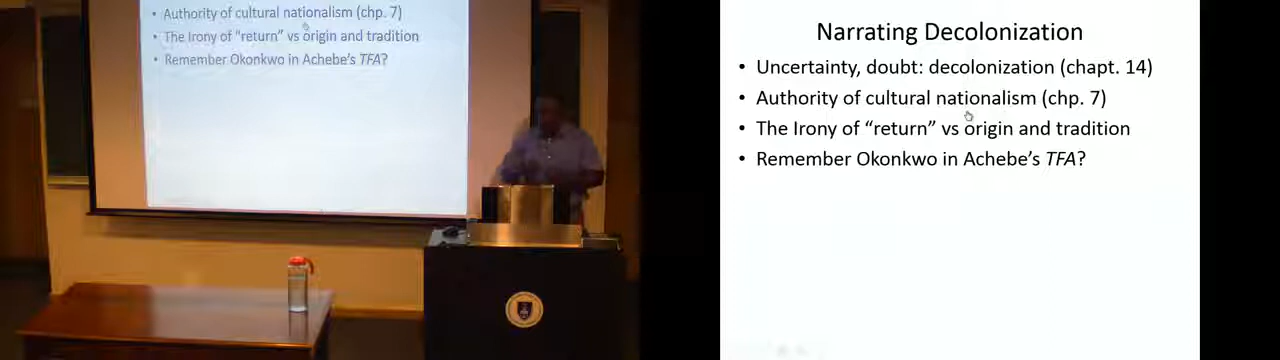 Authority of cultural nationalism (chp. 7)
The Irony of "return" vs origin and tradition
Remember Okonkwo in Achebe's TFA?
Narrating Decolonization
• Uncertainty, doubt: decolonization (chapt. 14)
• Authority of cultural nationalism (chp. 7)
• The Irony of "return" vs origin and tradition
• Remember Okonkwo in Achebe's TFA?